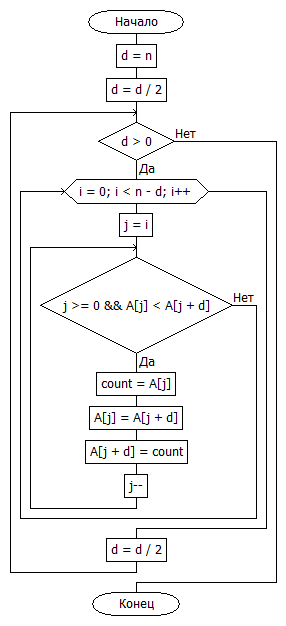 Начало
d = n
d = d / 2
d > 0
Нет
Да
i = 0; i < n - d; i++
j = i
j >= 0 && A[j] < A[j + d]
Нет
Да
count = A[j]
A[j] = A[j + d]
A[j + d] = count
j--
d = d / 2
Конец